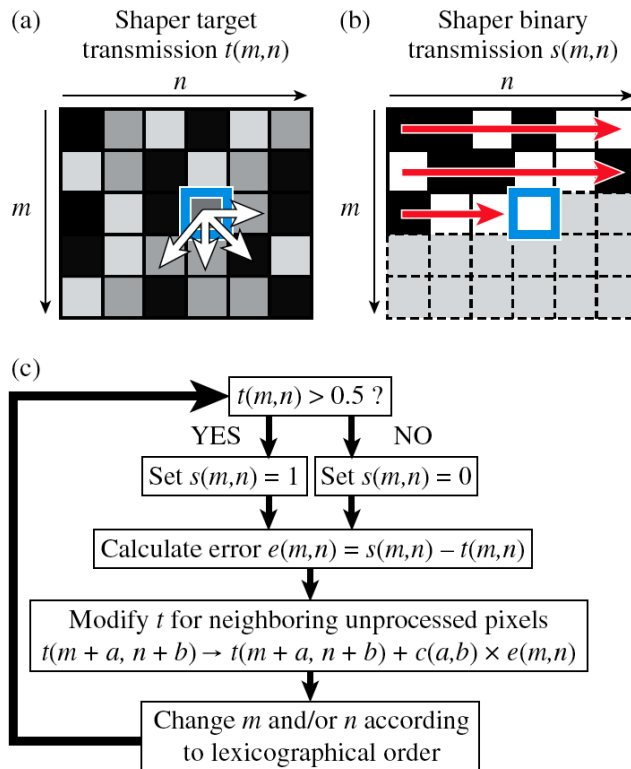 (a) Shaper target
transmission t(m,n)
n
m
(b) Shaper binary
transmission s(m,n)
n
m
(c)
t(m,n) > 0.5 ?
YES NO
Set s(m,n) = 1 Set s(m,n) = 0
Calculate error e(m,n) = s(m,n) – t(m,n)
Modify t for neighboring unprocessed pixels
t(m + a, n + b) → t(m + a, n + b) + c(a,b) × e(m,n)
Change m and/or n according
to lexicographical order